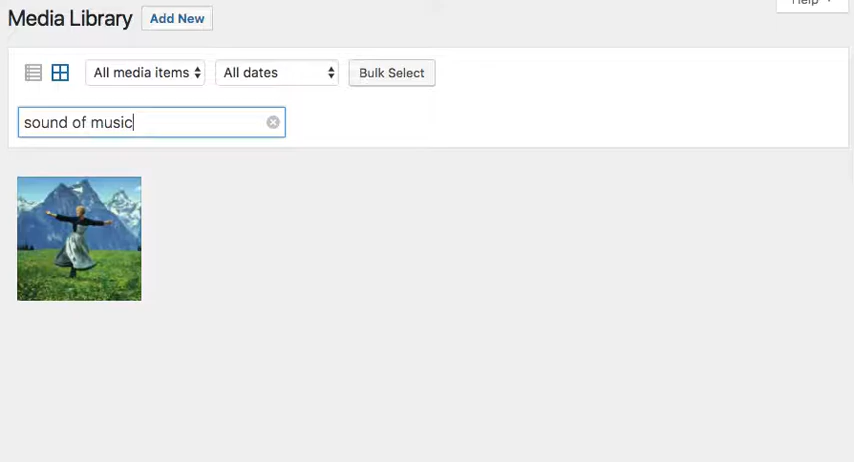 Help
Media Library Add New
All media items All dates Bulk Select
sound of music